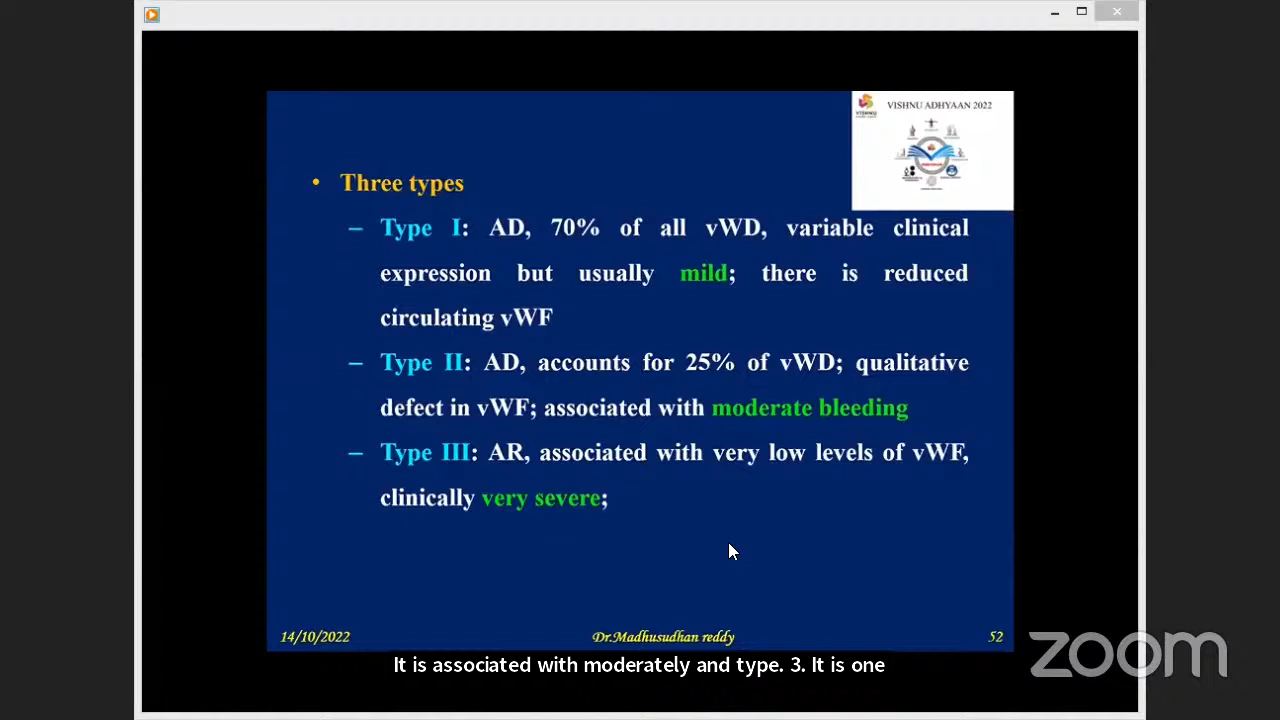 VISHNU ADHYAAN 2022
• Three types
– Type I: AD, 70% of all vWD, variable clinical
expression but usually mild; there is reduced
circulating vWF
– Type II: AD, accounts for 25% of vWD; qualitative
defect in vWF; associated with moderate bleeding
– Type III: AR, associated with very low levels of vWF,
clinically very severe;
14/10/2022 Dr.Madhusudhan reddy 52
It is associated with moderately and type. 3. It is one
zoom